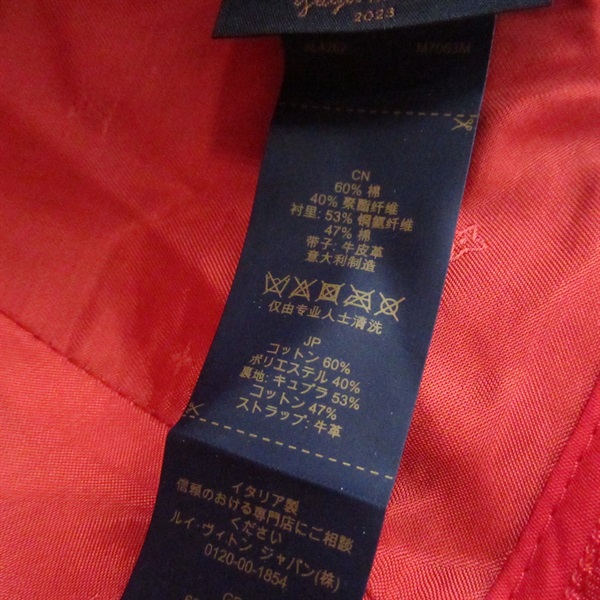 2023
CN
60% 棉
40% 聚酯纤维
衬里: 53% 铜氨纤维
47% 棉
带子: 牛皮革
意大利制造
仅由专业人士清洗
JP
コットン 60%
ポリエステル 40%
裏地: キュプラ 53%
コットン 47%
ストラップ: 牛革
イタリア製
信頼のおける専門店にご相談
ください
ルイ・ヴィトン ジャパン(株)
0120-00-1854